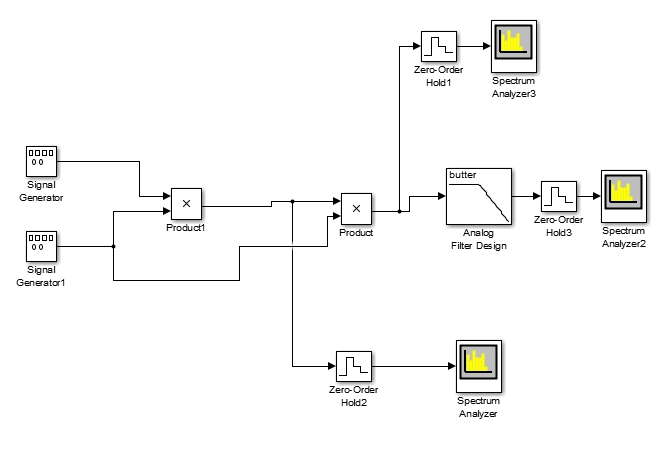 Zero-Order
Hold1
Spectrum
Analyzer3
Signal
Generator
×
Product1
×
Product
butter
Analog
Filter Design
Zero-Order
Hold3
Spectrum
Analyzer2
Signal
Generator1
Zero-Order
Hold2
Spectrum
Analyzer